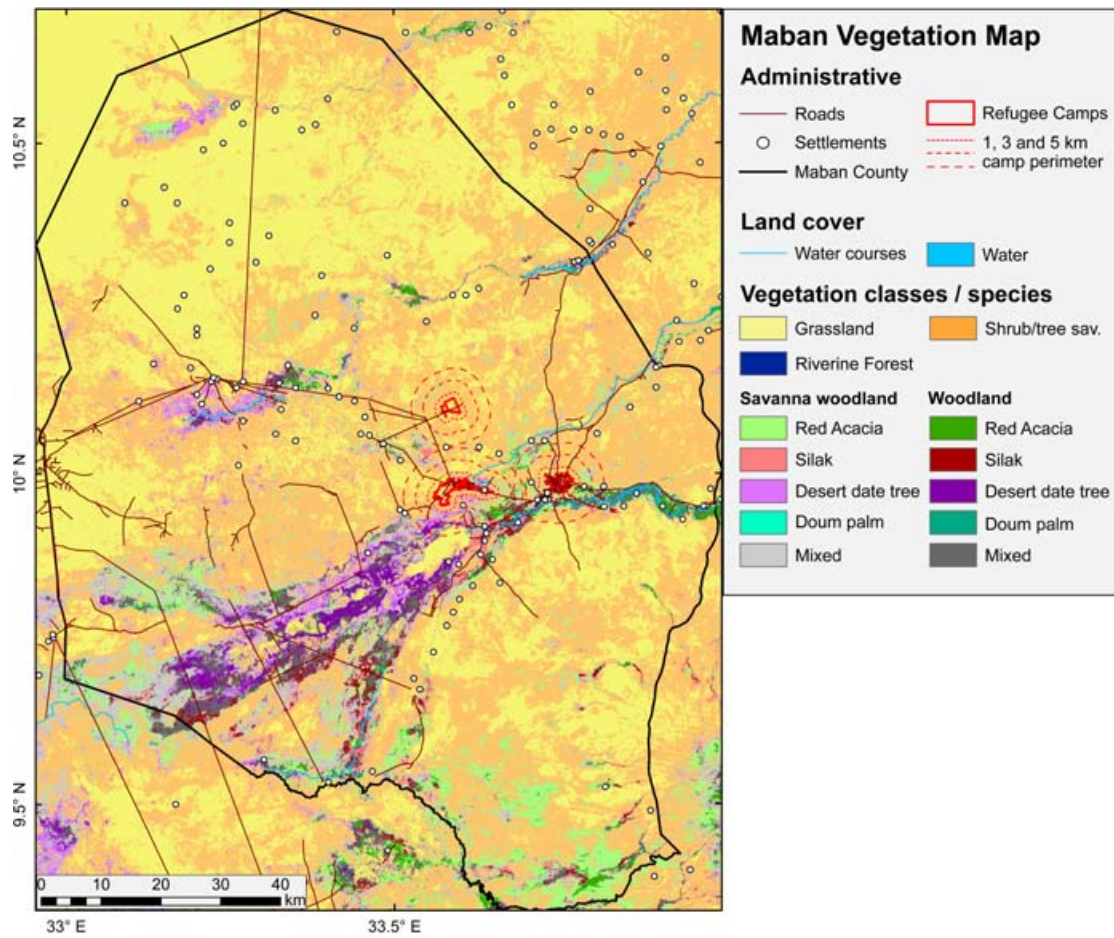 Maban Vegetation Map
Administrative
Roads
Refugee Camps
Settlements
1, 3 and 5 km
camp perimeter
Maban County
Land cover
Water courses
Water
Vegetation classes / species
Grassland
Shrub/tree sav.
Riverine Forest
Savanna woodland
Woodland
Red Acacia
Red Acacia
Silak
Silak
Desert date tree
Desert date tree
Doum palm
Doum palm
Mixed
Mixed
10.5° N
10° N
9.5° N
0 10 20 30 40
km
33° E
33.5° E